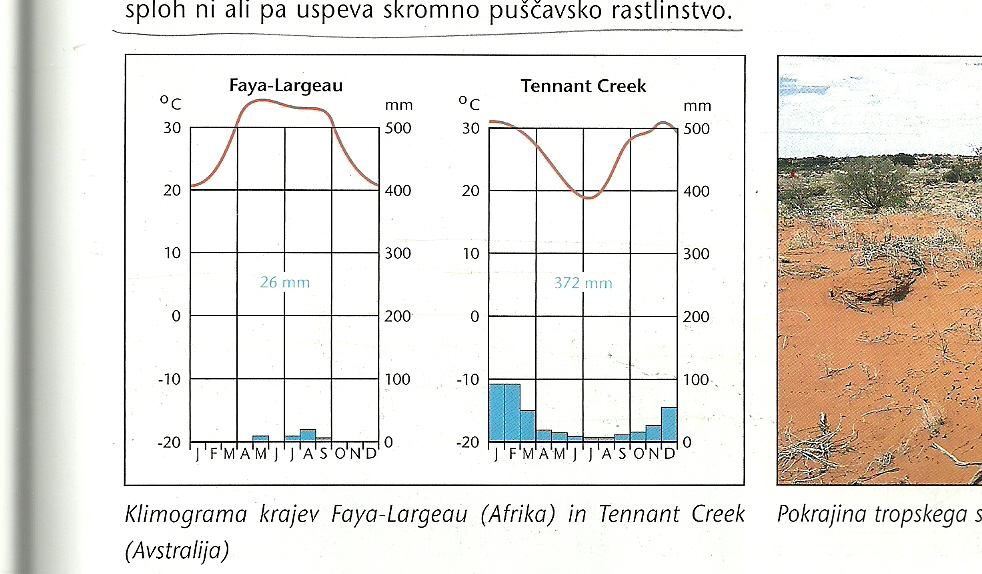 sploh ni ali pa uspeva skromno puščavsko rastlinstvo.
Faya-Largeau
°C
mm
30
500
20
400
10
300
26 mm
0
200
-10
100
-20
0
J F M A M J J A S O N D
Tennant Creek
°C
mm
30
500
20
400
10
300
372 mm
0
200
-10
100
-20
0
J F M A M J J A S O N D
Klimograma krajev Faya-Largeau (Afrika) in Tennant Creek
(Avstralija)
Pokrajina tropskega s